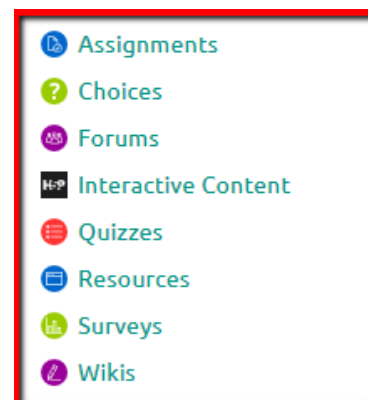 Assignments
Choices
Forums
H-P Interactive Content
Quizzes
Resources
Surveys
Wikis